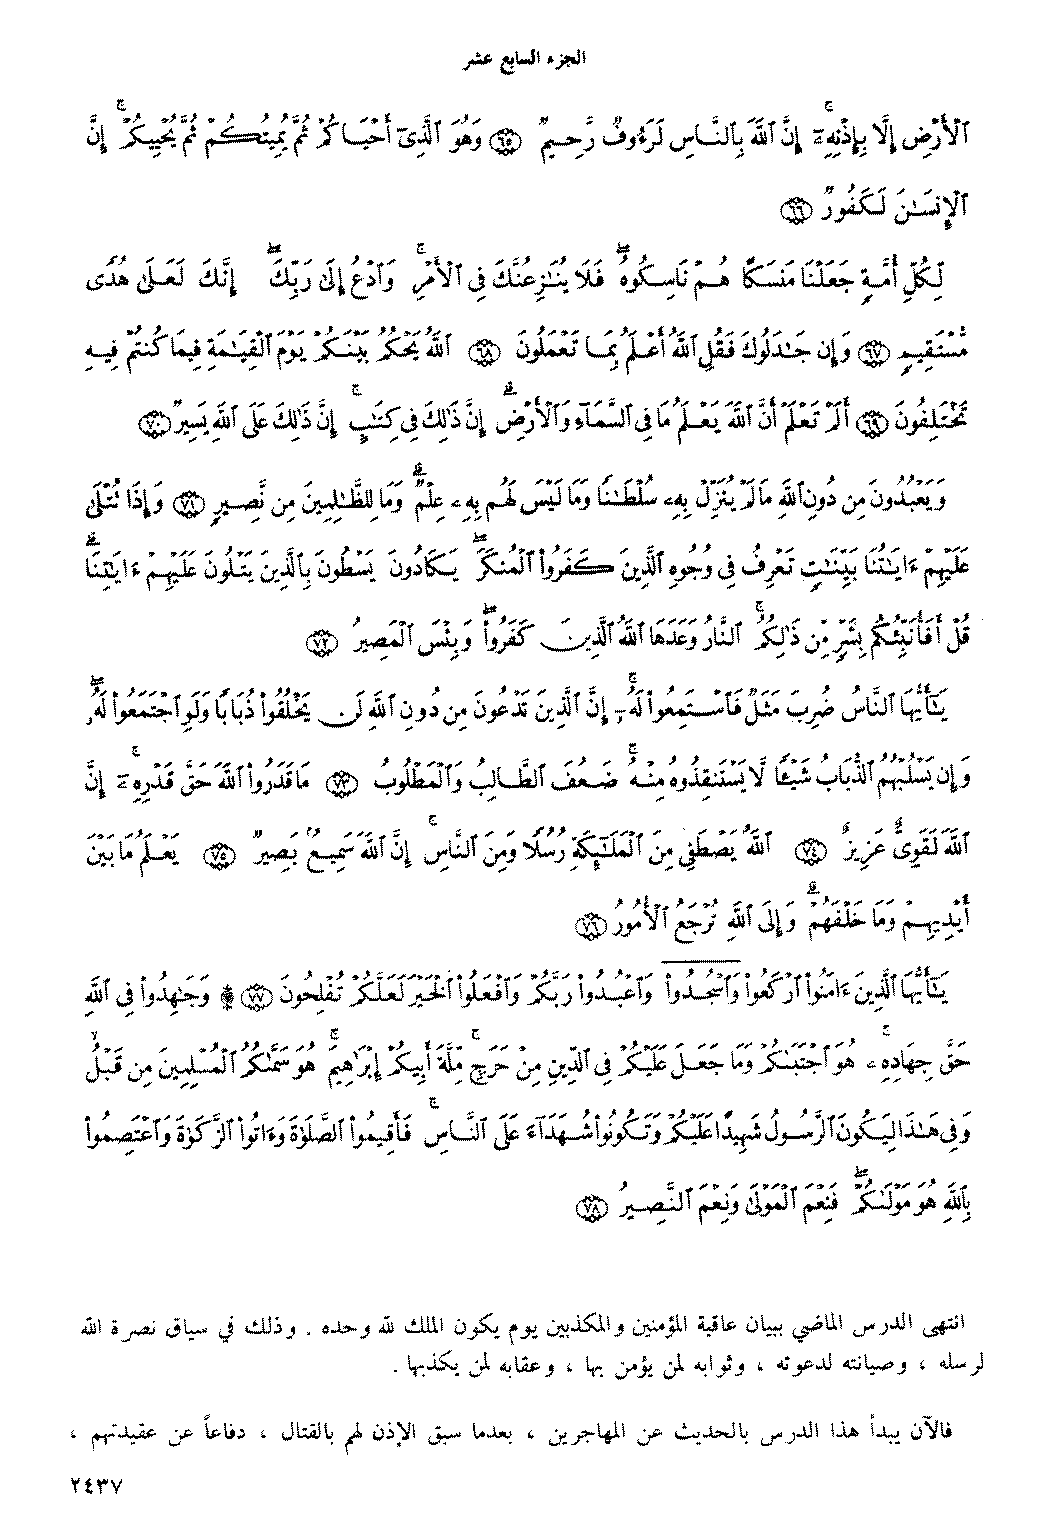 الجزء السابع عشر
ٱلْأَرْضِ إِلَّا بِإِذْنِهِۦٓ ۚ إِنَّ ٱللَّهَ بِٱلنَّاسِ لَرَءُوفٌ رَّحِيمٌ ﴿٦٥﴾ وَهُوَ ٱلَّذِىٓ أَحْيَاكُمْ ثُمَّ يُمِيتُكُمْ ثُمَّ يُحْيِيكُمْ ۚ إِنَّ
ٱلْإِنسَـٰنَ لَكَفُورٌ ﴿٦٦﴾
لِكُلِّ أُمَّةٍ جَعَلْنَا مَنسَكًا هُمْ نَاسِكُوهُ ۖ فَلَا يُنَـٰزِعُنَّكَ فِى ٱلْأَمْرِ ۚ وَٱدْعُ إِلَىٰ رَبِّكَ ۖ إِنَّكَ لَعَلَىٰ هُدًى
مُّسْتَقِيمٍ ﴿٦٧﴾ وَإِن جَـٰدَلُوكَ فَقُلِ ٱللَّهُ أَعْلَمُ بِمَا تَعْمَلُونَ ﴿٦٨﴾ ٱللَّهُ يَحْكُمُ بَيْنَكُمْ يَوْمَ ٱلْقِيَـٰمَةِ فِيمَا كُنتُمْ فِيهِ
تَخْتَلِفُونَ ﴿٦٩﴾ أَلَمْ تَعْلَمْ أَنَّ ٱللَّهَ يَعْلَمُ مَا فِى ٱلسَّمَآءِ وَٱلْأَرْضِ ۗ إِنَّ ذَٰلِكَ فِى كِتَـٰبٍ ۚ إِنَّ ذَٰلِكَ عَلَى ٱللَّهِ يَسِيرٌ ﴿٧٠﴾
وَيَعْبُدُونَ مِن دُونِ ٱللَّهِ مَا لَمْ يُنَزِّلْ بِهِۦ سُلْطَـٰنًا وَمَا لَيْسَ لَهُم بِهِۦ عِلْمٌ ۗ وَمَا لِلظَّـٰلِمِينَ مِن نَّصِيرٍ ﴿٧١﴾ وَإِذَا تُتْلَىٰ
عَلَيْهِمْ ءَايَـٰتُنَا بَيِّنَـٰتٍ تَعْرِفُ فِى وُجُوهِ ٱلَّذِينَ كَفَرُوا۟ ٱلْمُنكَرَ ۖ يَكَادُونَ يَسْطُونَ بِٱلَّذِينَ يَتْلُونَ عَلَيْهِمْ ءَايَـٰتِنَا ۗ
قُلْ أَفَأُنَبِّئُكُم بِشَرٍّ مِّن ذَٰلِكُمُ ۗ ٱلنَّارُ وَعَدَهَا ٱللَّهُ ٱلَّذِينَ كَفَرُوا۟ ۖ وَبِئْسَ ٱلْمَصِيرُ ﴿٧٢﴾
يَـٰٓأَيُّهَا ٱلنَّاسُ ضُرِبَ مَثَلٌ فَٱسْتَمِعُوا۟ لَهُۥٓ ۚ إِنَّ ٱلَّذِينَ تَدْعُونَ مِن دُونِ ٱللَّهِ لَن يَخْلُقُوا۟ ذُبَابًا وَلَوِ ٱجْتَمَعُوا۟ لَهُۥ ۖ
وَإِن يَسْلُبْهُمُ ٱلذُّبَابُ شَيْـًٔا لَّا يَسْتَنقِذُوهُ مِنْهُ ۚ ضَعُفَ ٱلطَّالِبُ وَٱلْمَطْلُوبُ ﴿٧٣﴾ مَا قَدَرُوا۟ ٱللَّهَ حَقَّ قَدْرِهِۦٓ ۚ إِنَّ
ٱللَّهَ لَقَوِىٌّ عَزِيزٌ ﴿٧٤﴾ ٱللَّهُ يَصْطَفِى مِنَ ٱلْمَلَـٰٓئِكَةِ رُسُلًا وَمِنَ ٱلنَّاسِ ۚ إِنَّ ٱللَّهَ سَمِيعٌۢ بَصِيرٌ ﴿٧٥﴾ يَعْلَمُ مَا بَيْنَ
أَيْدِيهِمْ وَمَا خَلْفَهُمْ ۗ وَإِلَى ٱللَّهِ تُرْجَعُ ٱلْأُمُورُ ﴿٧٦﴾
يَـٰٓأَيُّهَا ٱلَّذِينَ ءَامَنُوا۟ ٱرْكَعُوا۟ وَٱسْجُدُوا۟ وَٱعْبُدُوا۟ رَبَّكُمْ وَٱفْعَلُوا۟ ٱلْخَيْرَ لَعَلَّكُمْ تُفْلِحُونَ ﴿٧٧﴾ ۩ وَجَـٰهِدُوا۟ فِى ٱللَّهِ
حَقَّ جِهَادِهِۦ ۚ هُوَ ٱجْتَبَىٰكُمْ وَمَا جَعَلَ عَلَيْكُمْ فِى ٱلدِّينِ مِنْ حَرَجٍ ۚ مِّلَّةَ أَبِيكُمْ إِبْرَٰهِيمَ ۚ هُوَ سَمَّىٰكُمُ ٱلْمُسْلِمِينَ مِن قَبْلُ
وَفِى هَـٰذَا لِيَكُونَ ٱلرَّسُولُ شَهِيدًا عَلَيْكُمْ وَتَكُونُوا۟ شُهَدَآءَ عَلَى ٱلنَّاسِ ۚ فَأَقِيمُوا۟ ٱلصَّلَوٰةَ وَءَاتُوا۟ ٱلزَّكَوٰةَ وَٱعْتَصِمُوا۟
بِٱللَّهِ هُوَ مَوْلَىٰكُمْ ۖ فَنِعْمَ ٱلْمَوْلَىٰ وَنِعْمَ ٱلنَّصِيرُ ﴿٧٨﴾
انتهى الدرس الماضي ببيان عاقبة المؤمنين والمكذبين يوم يكون الملك لله وحده . وذلك في سياق نصرة الله
لرسله ، وصيانته لدعوته ، وثوابه لمن يؤمن بها ، وعقابه لمن يكذبها .
فالآن يبدأ هذا الدرس بالحديث عن المهاجرين ، بعدما سبق الإذن لهم بالقتال ، دفاعاً عن عقيدتهم ،
٢٤٣٧